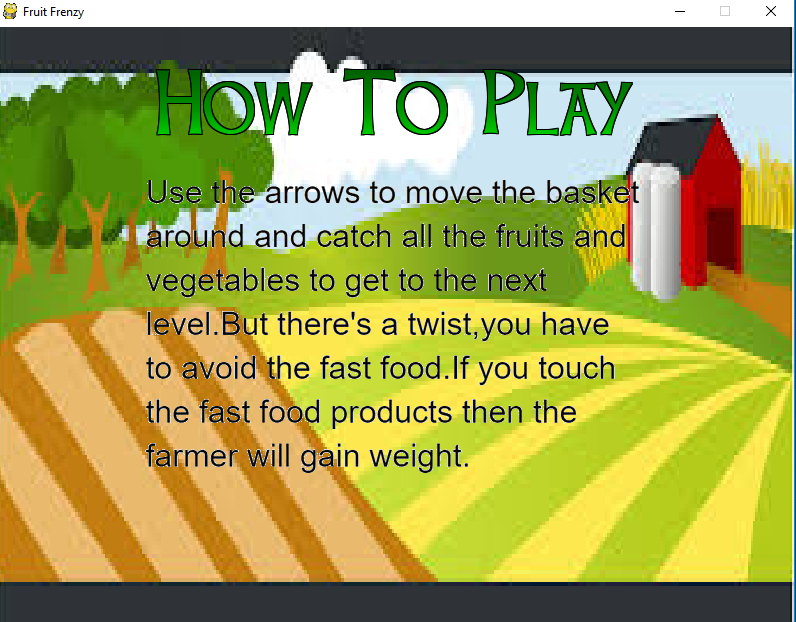 Fruit Frenzy
How To Play
Use the arrows to move the basket
around and catch all the fruits and
vegetables to get to the next
level.But there's a twist,you have
to avoid the fast food.If you touch
the fast food products then the
farmer will gain weight.